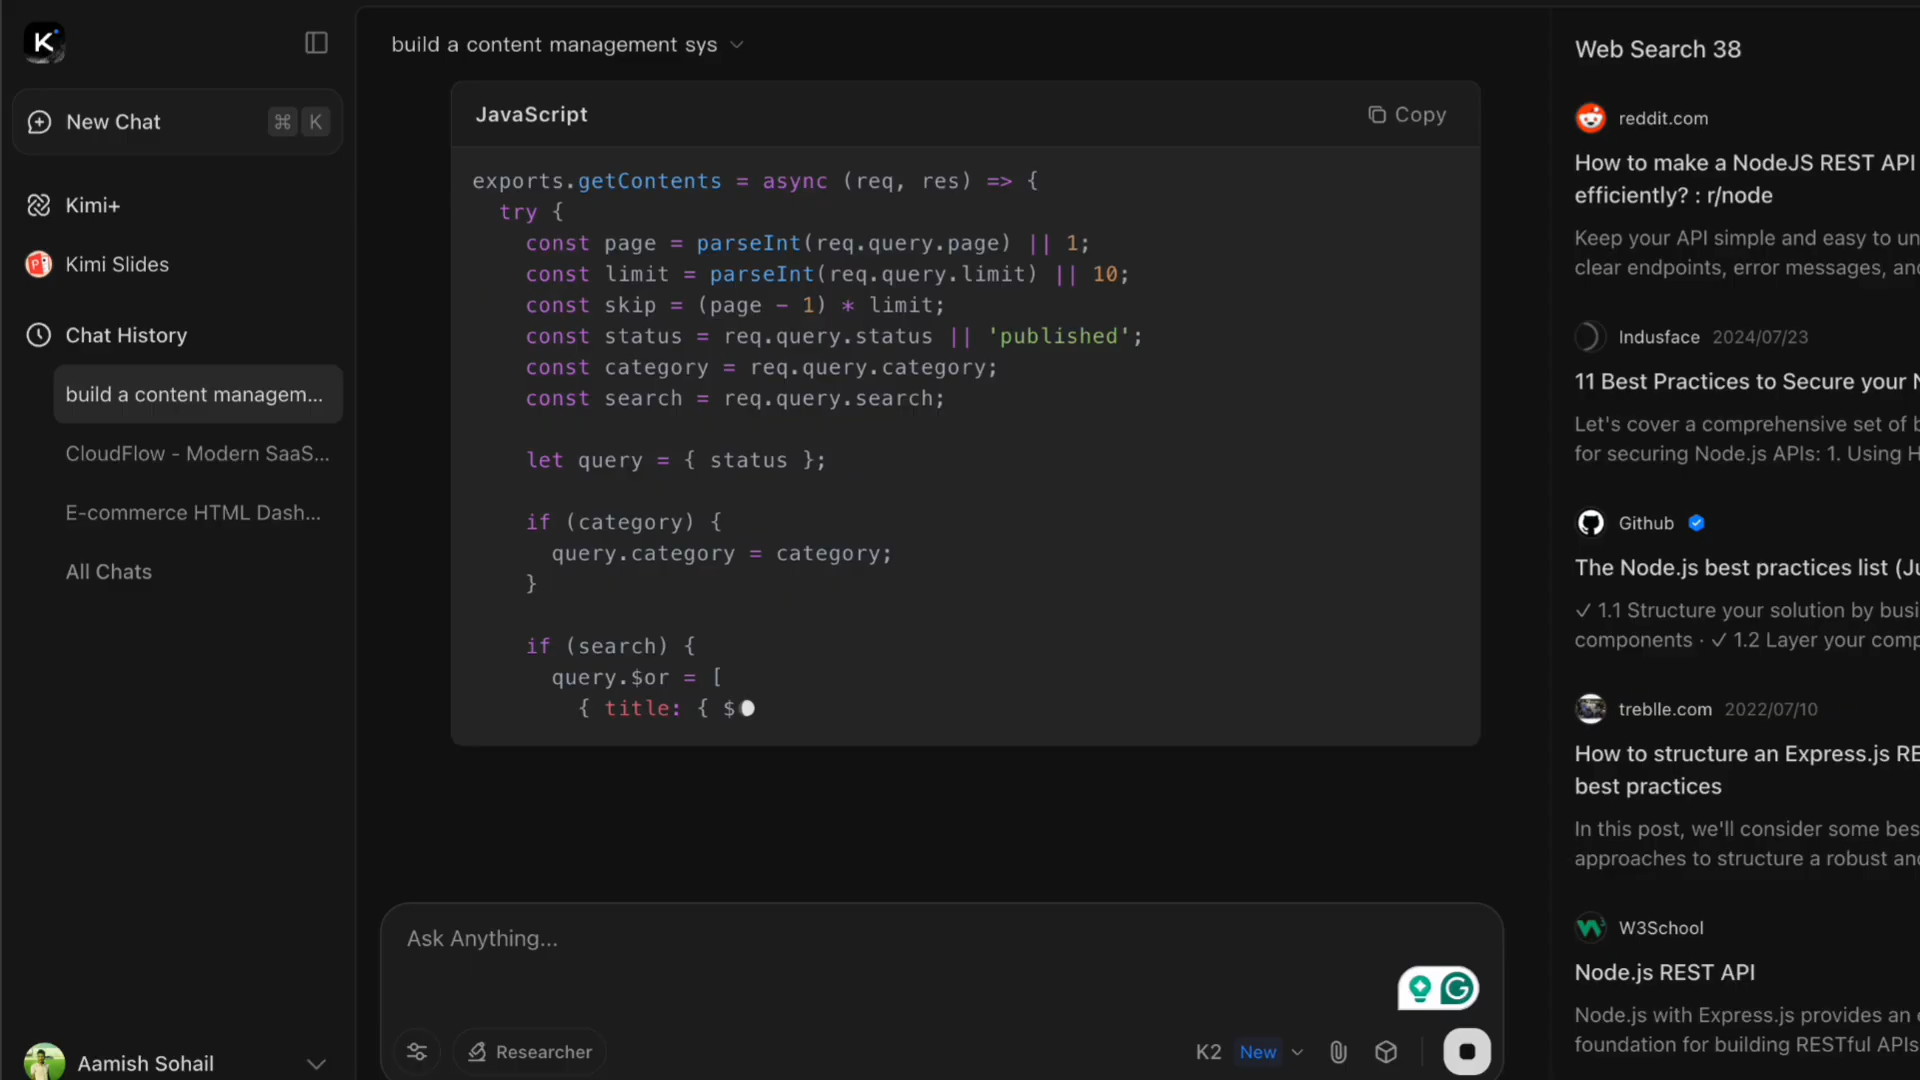 K
New Chat
⌘ K
Kimi+
Kimi Slides
Chat History
build a content managem...
CloudFlow - Modern SaaS...
E-commerce HTML Dash...
All Chats
Aamish Sohail
build a content management sys
JavaScript
Copy
exports.getContents = async (req, res) => {
  try {
    const page = parseInt(req.query.page) || 1;
    const limit = parseInt(req.query.limit) || 10;
    const skip = (page - 1) * limit;
    const status = req.query.status || 'published';
    const category = req.query.category;
    const search = req.query.search;
    let query = { status };
    if (category) {
      query.category = category;
    }
    if (search) {
      query.$or = [
        { title: { $
Ask Anything...
Researcher
K2 New
Web Search 38
reddit.com
How to make a NodeJS REST API
efficiently? : r/node
Keep your API simple and easy to un
clear endpoints, error messages, and
Indusface 2024/07/23
11 Best Practices to Secure your N
Let's cover a comprehensive set of b
for securing Node.js APIs: 1. Using H
Github
The Node.js best practices list (Ju
✓ 1.1 Structure your solution by busi
components · ✓ 1.2 Layer your comp
treblle.com 2022/07/10
How to structure an Express.js RE
best practices
In this post, we'll consider some bes
approaches to structure a robust and
W3School
Node.js REST API
Node.js with Express.js provides an e
foundation for building RESTful APIs